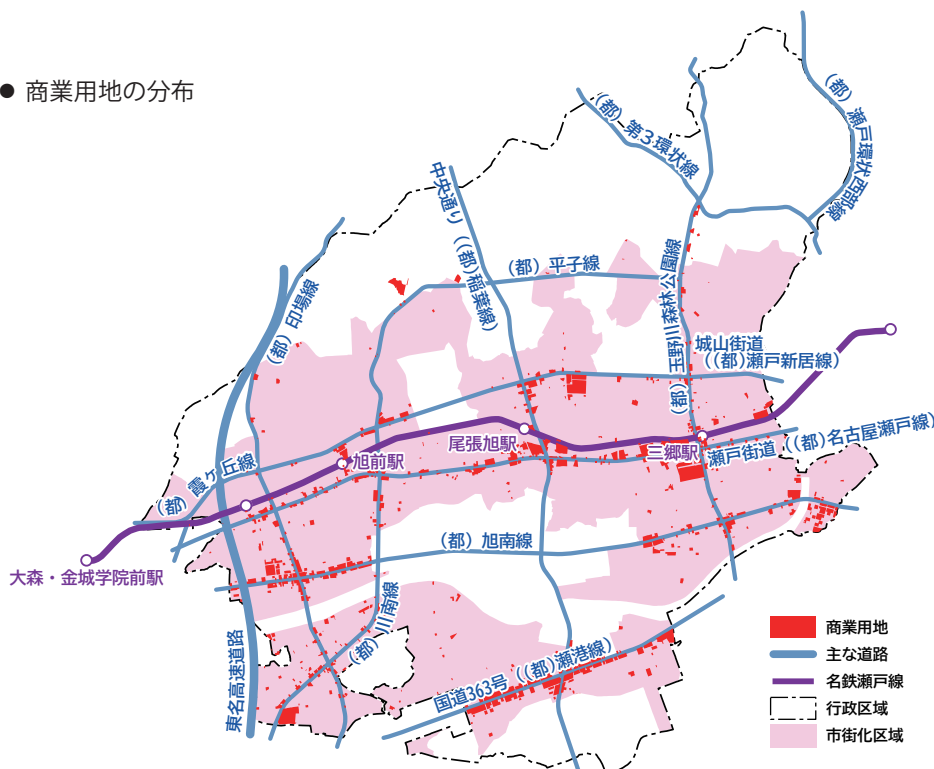 ● 商業用地の分布
(都) 第3環状線
(都) 瀬戸環状西部線
中央通り ((都)稲葉線)
(都) 平子線
(都) 玉野川森林公園線
(都) 印場線
城山街道
((都)瀬戸新居線)
尾張旭駅
旭前駅
三郷駅
瀬戸街道 ((都)名古屋瀬戸線)
(都) 霞ケ丘線
(都) 旭南線
大森・金城学院前駅
(都) 川南線
東名高速道路
国道363号 ((都)瀬港線)
商業用地
主な道路
名鉄瀬戸線
行政区域
市街化区域